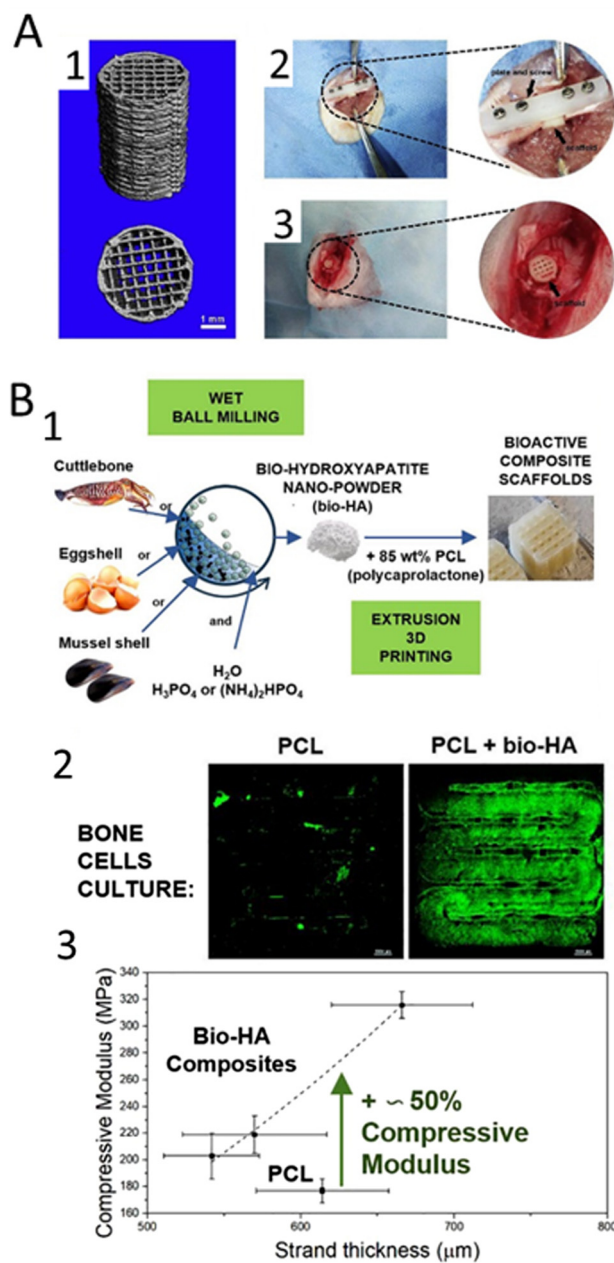 A
1
1 mm
2
plate and screw
scaffold
3
scaffold
B
1
WET
BALL MILLING
Cuttlebone
or
Eggshell
or
or
Mussel shell
and
H₂O
H₃PO₄ or (NH₄)₂HPO₄
BIO-HYDROXYAPATITE
NANO-POWDER
(bio-HA)
+ 85 wt% PCL
(polycaprolactone)
BIOACTIVE
COMPOSITE
SCAFFOLDS
EXTRUSION
3D
PRINTING
2
PCL
PCL + bio-HA
BONE
CELLS
CULTURE:
3
Compressive Modulus (MPa)
340
320
300
280
260
240
220
200
180
160
Bio-HA
Composites
PCL
+ ∽ 50%
Compressive
Modulus
500
600
700
800
Strand thickness (μm)